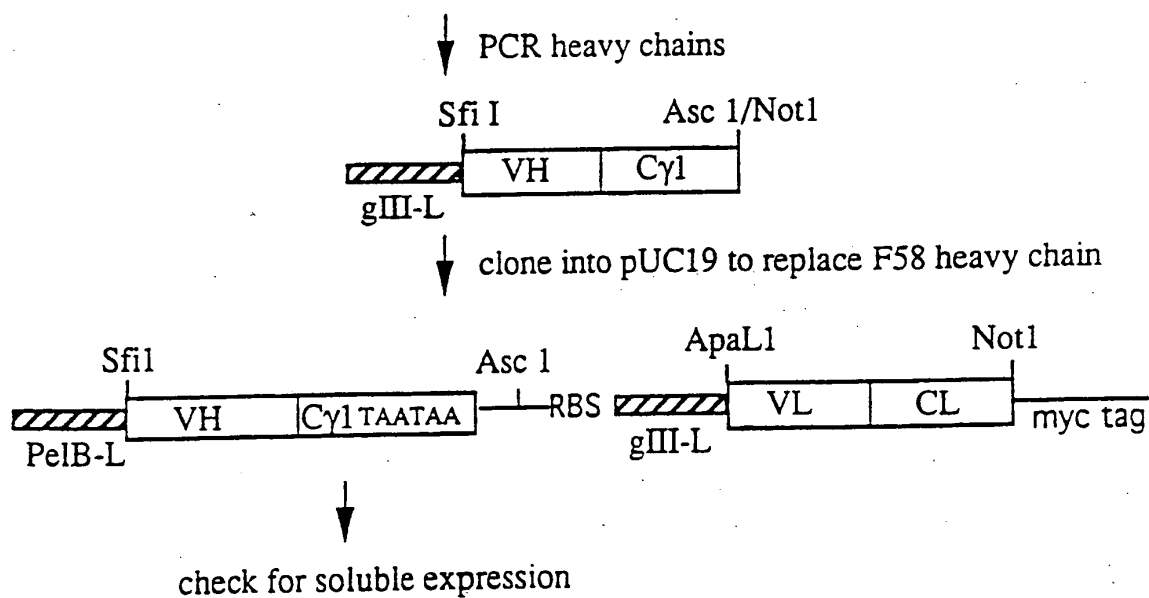 PCR heavy chains
Sfi I Asc 1/Not1
VH Cγ1
gIII-L
clone into pUC19 to replace F58 heavy chain
ApaL1 Not1
Sfi1 Asc 1
VH Cγ1 TAATAA RBS VL CL myc tag
PelB-L gIII-L
check for soluble expression